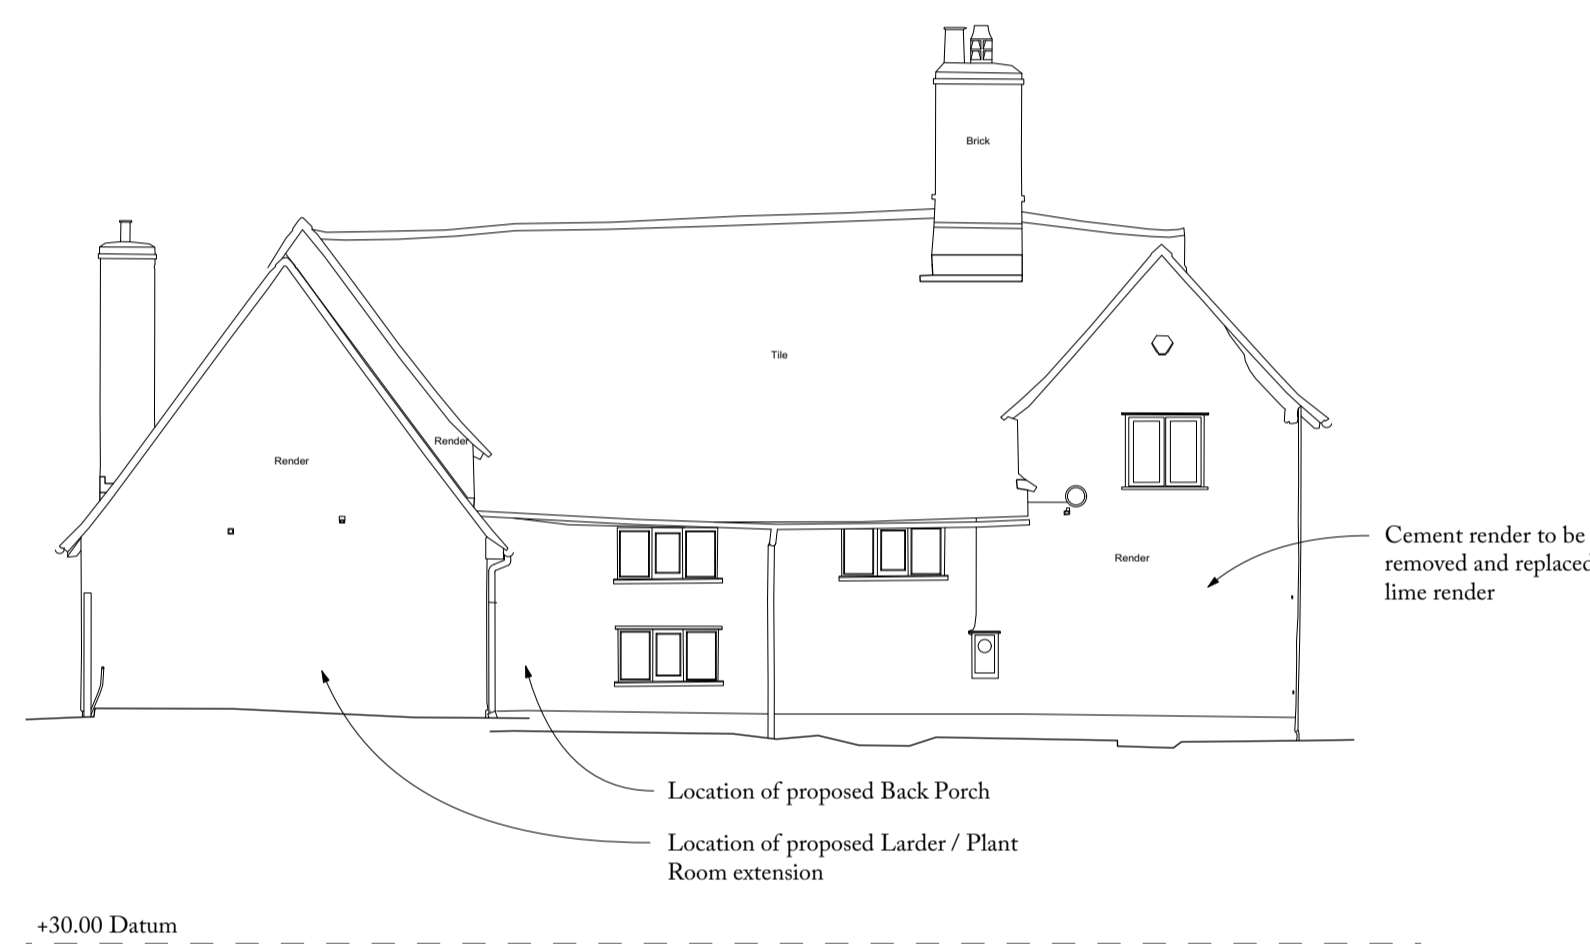 Brick
Tile
Render
Render
Render
Cement render to be
removed and replaced
lime render
Location of proposed Back Porch
Location of proposed Larder / Plant
Room extension
+30.00 Datum